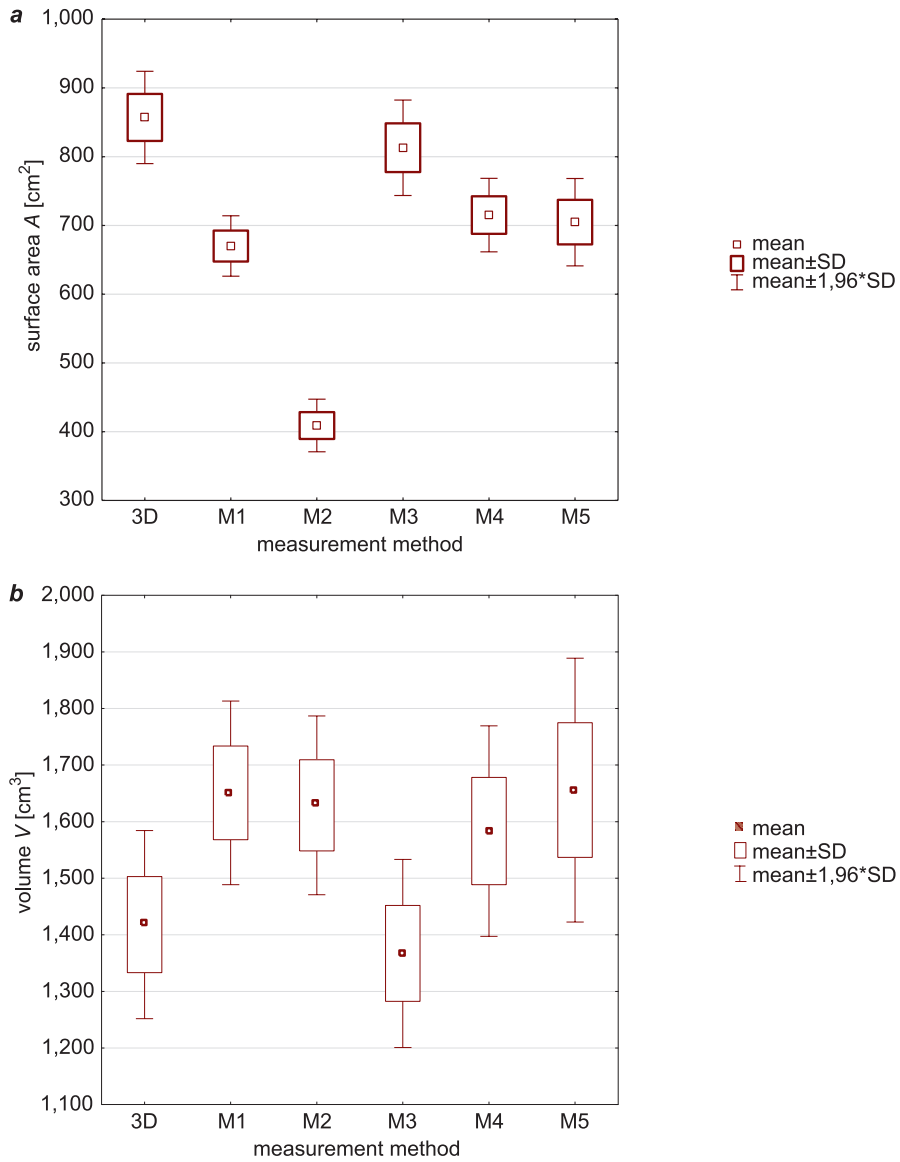 a
1,000
900
800
700
600
500
400
300
surface area A [cm²]
3D M1 M2 M3 M4 M5
measurement method
mean
mean±SD
mean±1,96*SD
b
2,000
1,900
1,800
1,700
1,600
1,500
1,400
1,300
1,200
1,100
volume V [cm³]
3D M1 M2 M3 M4 M5
measurement method
mean
mean±SD
mean±1,96*SD